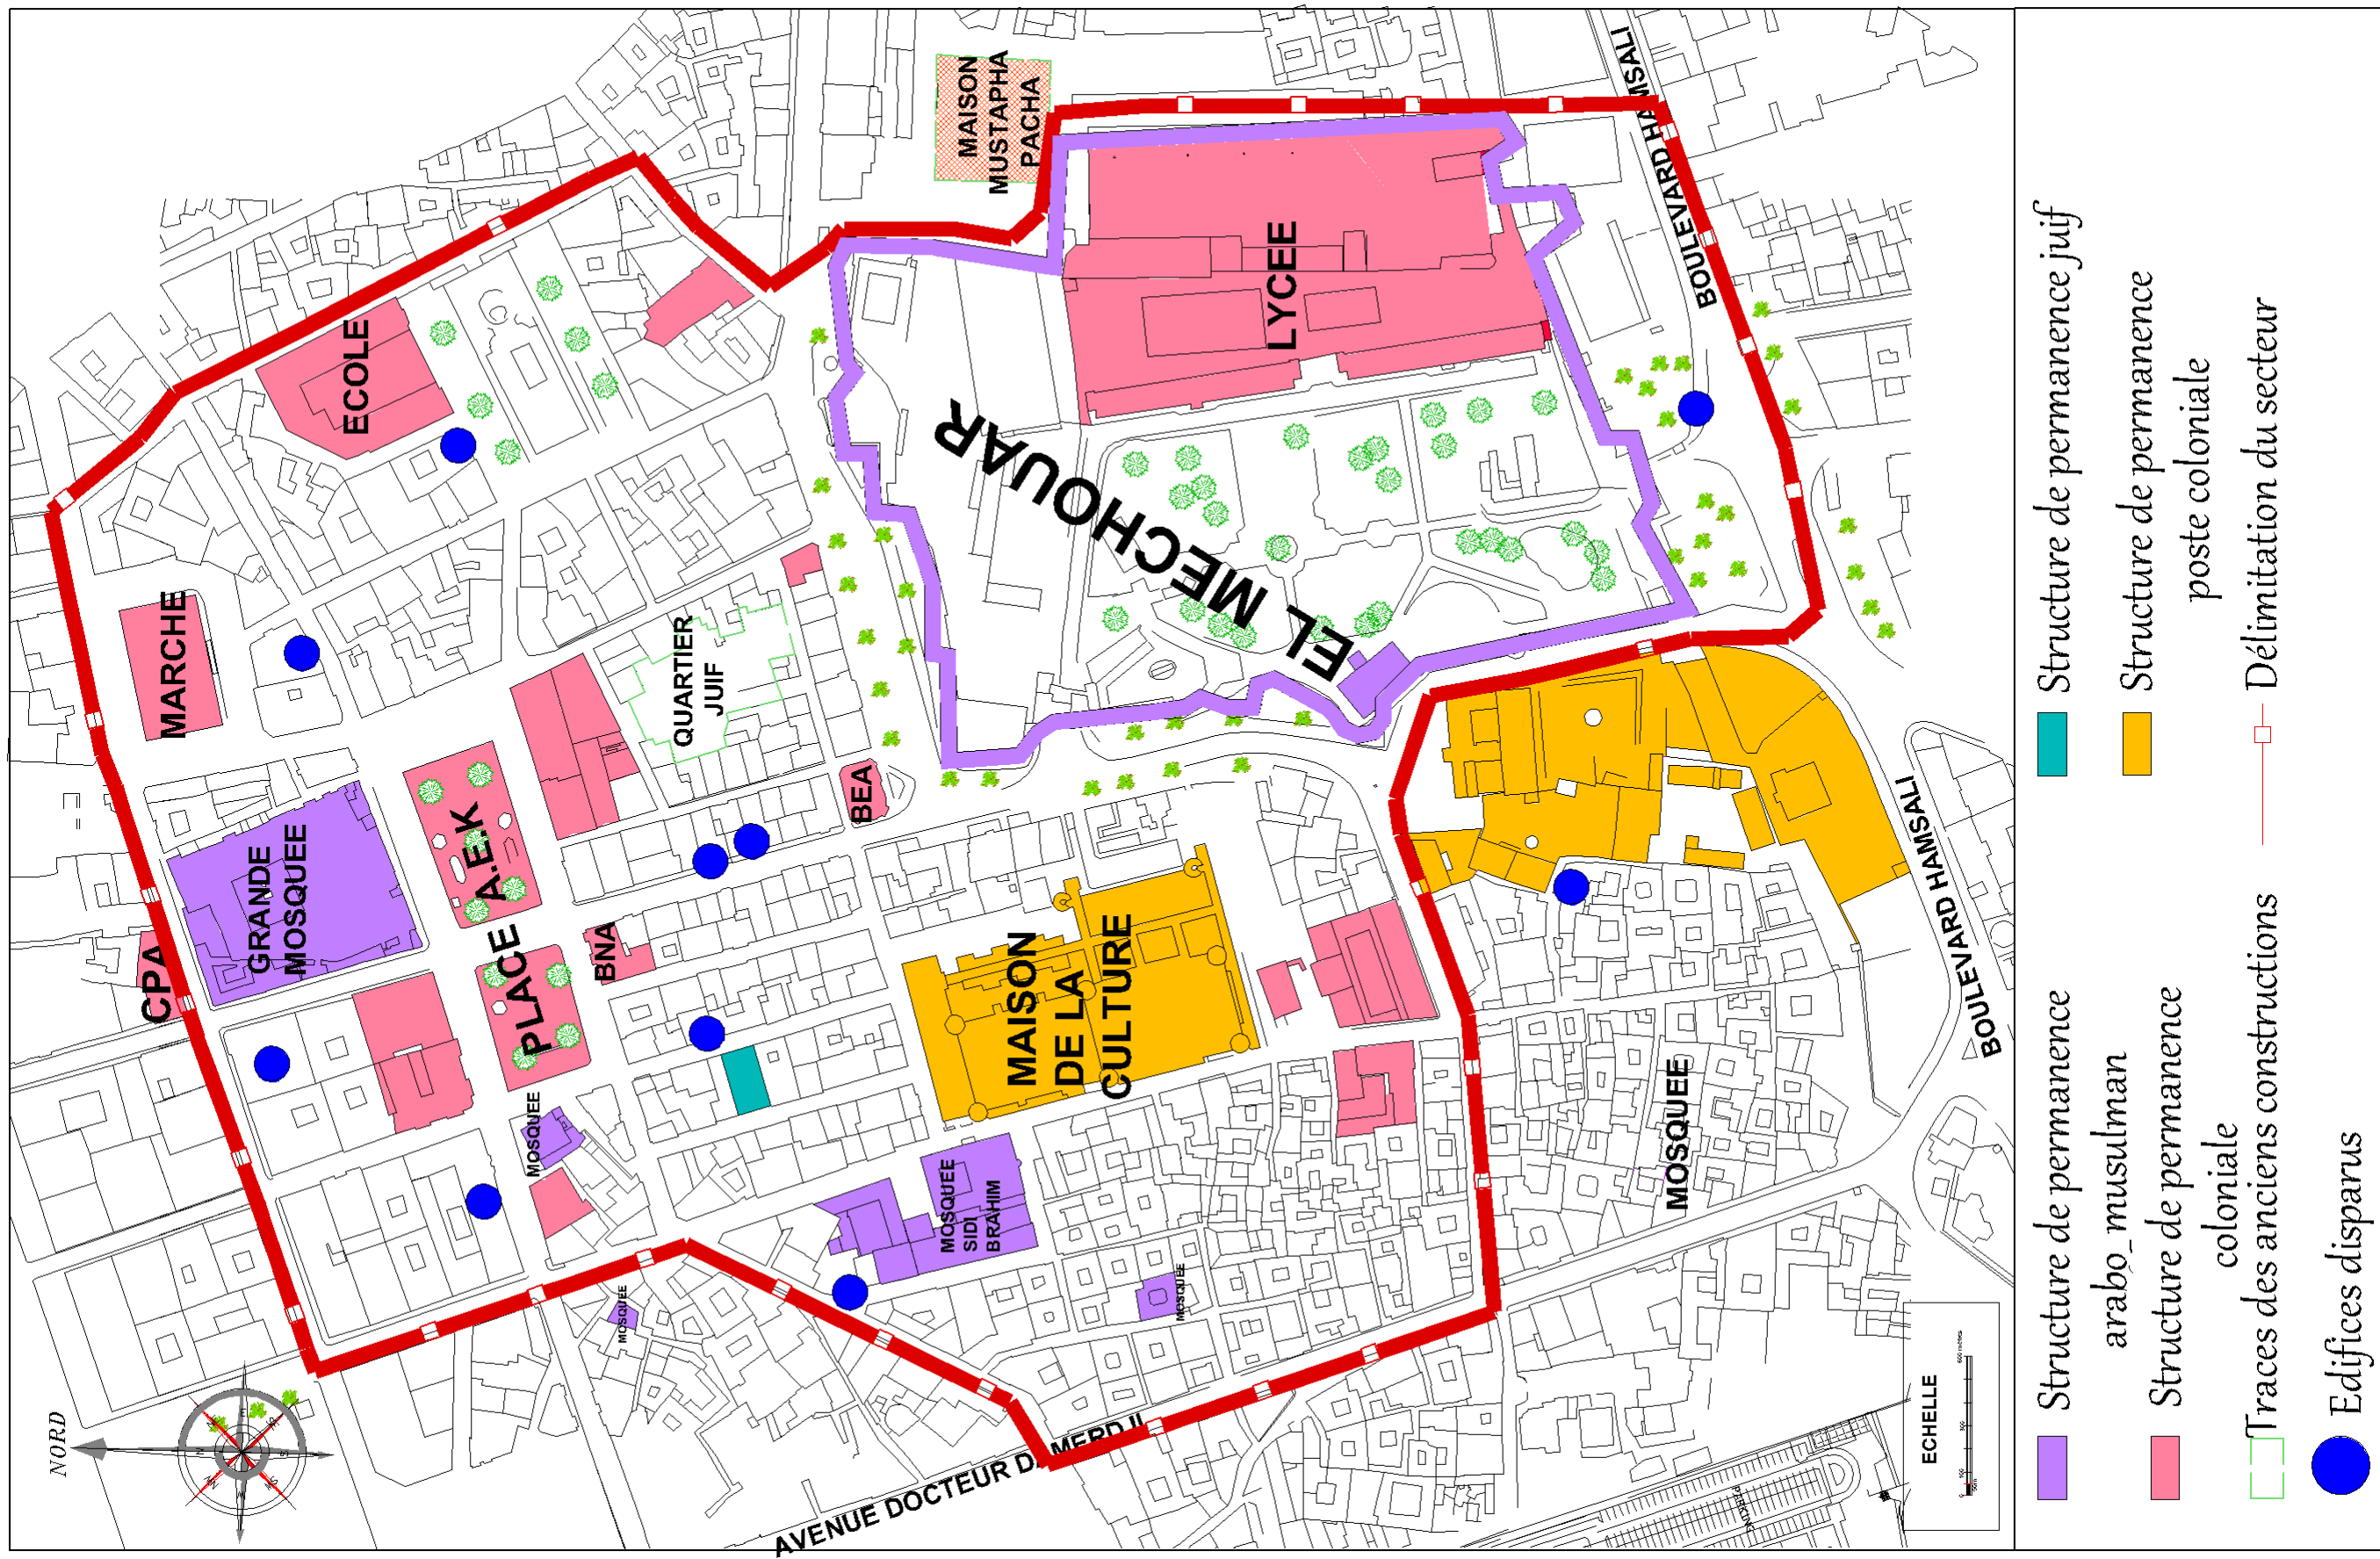 NORD
MARCHE
ECOLE
MAISON
MUSTAPHA
PACHA
LYCEE
BOULEVARD HAMSALI
EL MECHOUAR
QUARTIER
JUIF
GRANDE
MOSQUEE
CPA
PLACE A.E.K
BNA
BEA
MAISON
DE LA
CULTURE
MOSQUEE
MOSQUEE
SIDI
BRAHIM
MOSQUEE
MOSQUEE
MOSQUEE
BOULEVARD HAMSALI
BOULEVARD HAMSALI
AVENUE DOCTEUR DAMERDJI
PARKING
ECHELLE
Structure de permanence
arabo_musulman
Structure de permanence
coloniale
Traces des anciens constructions
Edifices disparus
Structure de permanence juif
Structure de permanence
poste coloniale
Délimitation du secteur